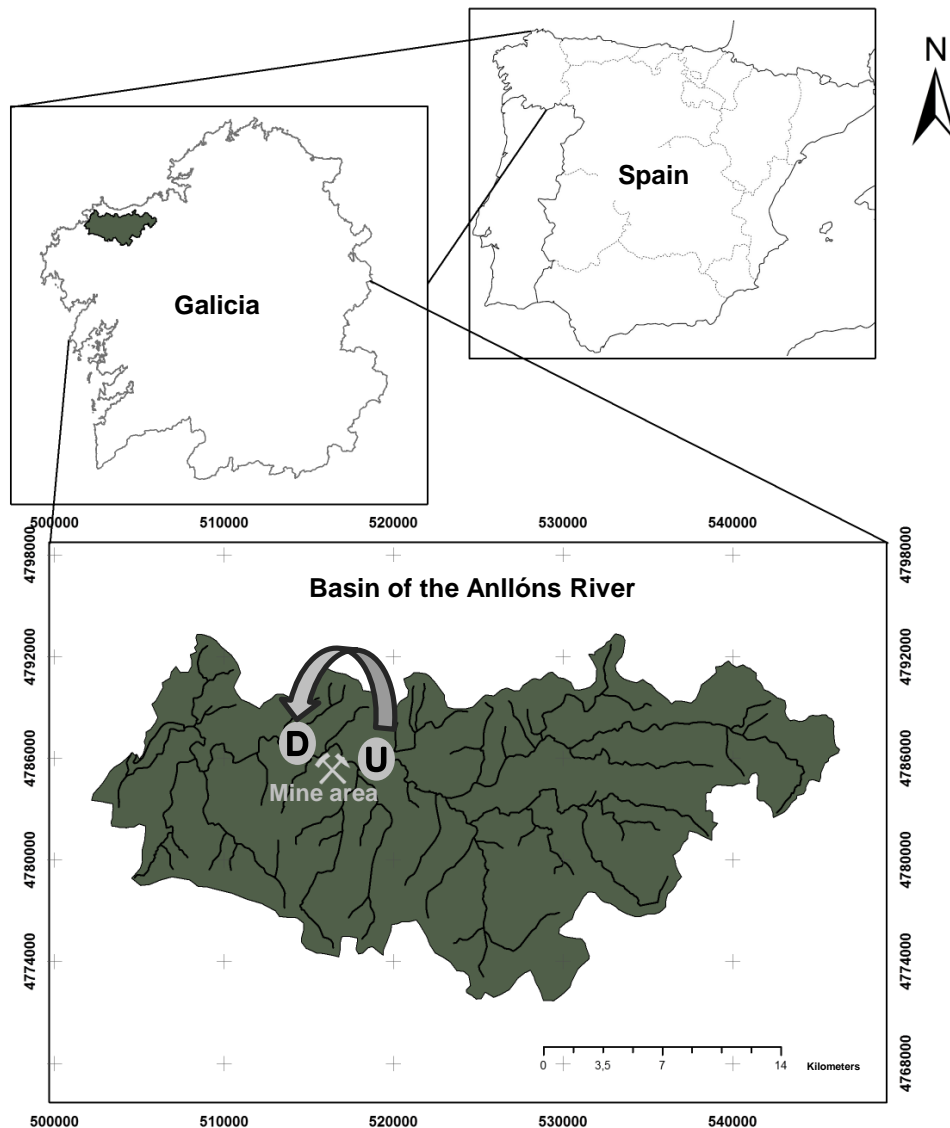 N
Spain
Galicia
500000 510000 520000 530000 540000
4798000 4798000
Basin of the Anllóns River
4792000 4792000
D U
4786000 4786000
Mine area
4780000 4780000
4774000 4774000
0 3,5 7 14 Kilometers
4768000 4768000
500000 510000 520000 530000 540000